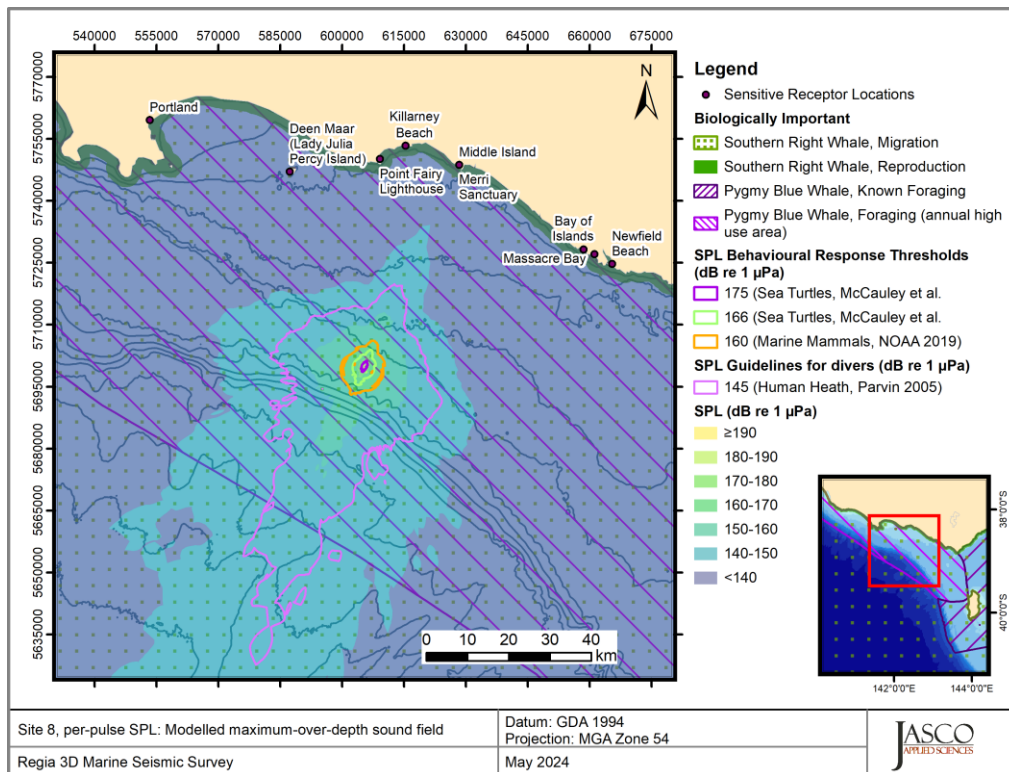 540000 555000 570000 585000 600000 615000 630000 645000 660000 675000
5770000
5755000
5740000
5725000
5710000
5695000
5680000
5665000
5650000
5635000
N
Portland
Deen Maar
(Lady Julia
Percy Island)
Killarney
Beach
Point Fairy
Lighthouse
Middle Island
Merri
Sanctuary
Bay of
Islands
Massacre Bay
Newfield
Beach
0 10 20 30 40
km
Legend
Sensitive Receptor Locations
Biologically Important
Southern Right Whale, Migration
Southern Right Whale, Reproduction
Pygmy Blue Whale, Known Foraging
Pygmy Blue Whale, Foraging (annual high
use area)
SPL Behavioural Response Thresholds
(dB re 1 µPa)
175 (Sea Turtles, McCauley et al.
166 (Sea Turtles, McCauley et al.
160 (Marine Mammals, NOAA 2019)
SPL Guidelines for divers (dB re 1 µPa)
145 (Human Heath, Parvin 2005)
SPL (dB re 1 µPa)
≥190
180-190
170-180
160-170
150-160
140-150
<140
38°0'0"S
40°0'0"S
142°0'0"E 144°0'0"E
Site 8, per-pulse SPL: Modelled maximum-over-depth sound field
Regia 3D Marine Seismic Survey
Datum: GDA 1994
Projection: MGA Zone 54
May 2024
JASCO
APPLIED SCIENCES